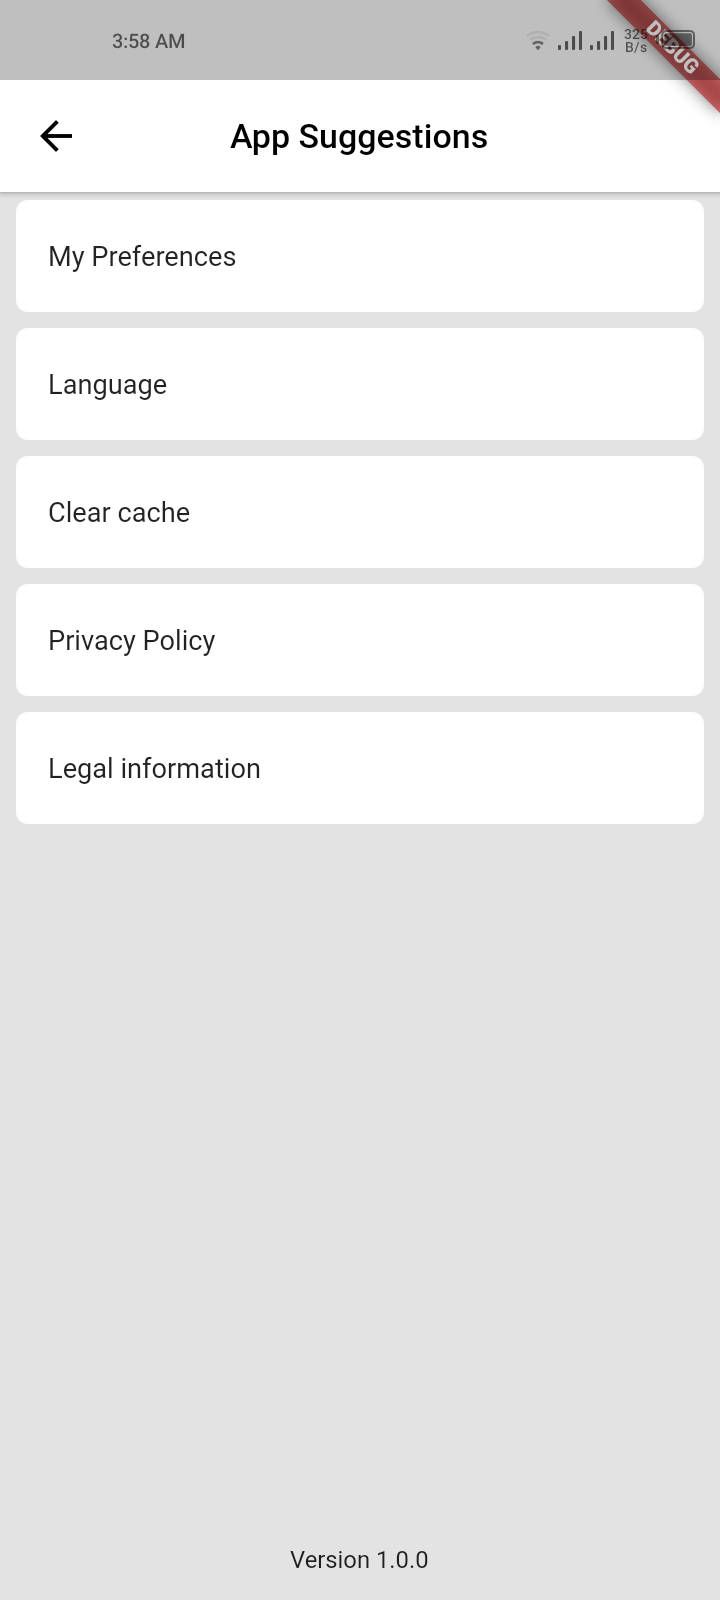 3:58 AM
325
B/s
DEBUG
App Suggestions
My Preferences
Language
Clear cache
Privacy Policy
Legal information
Version 1.0.0